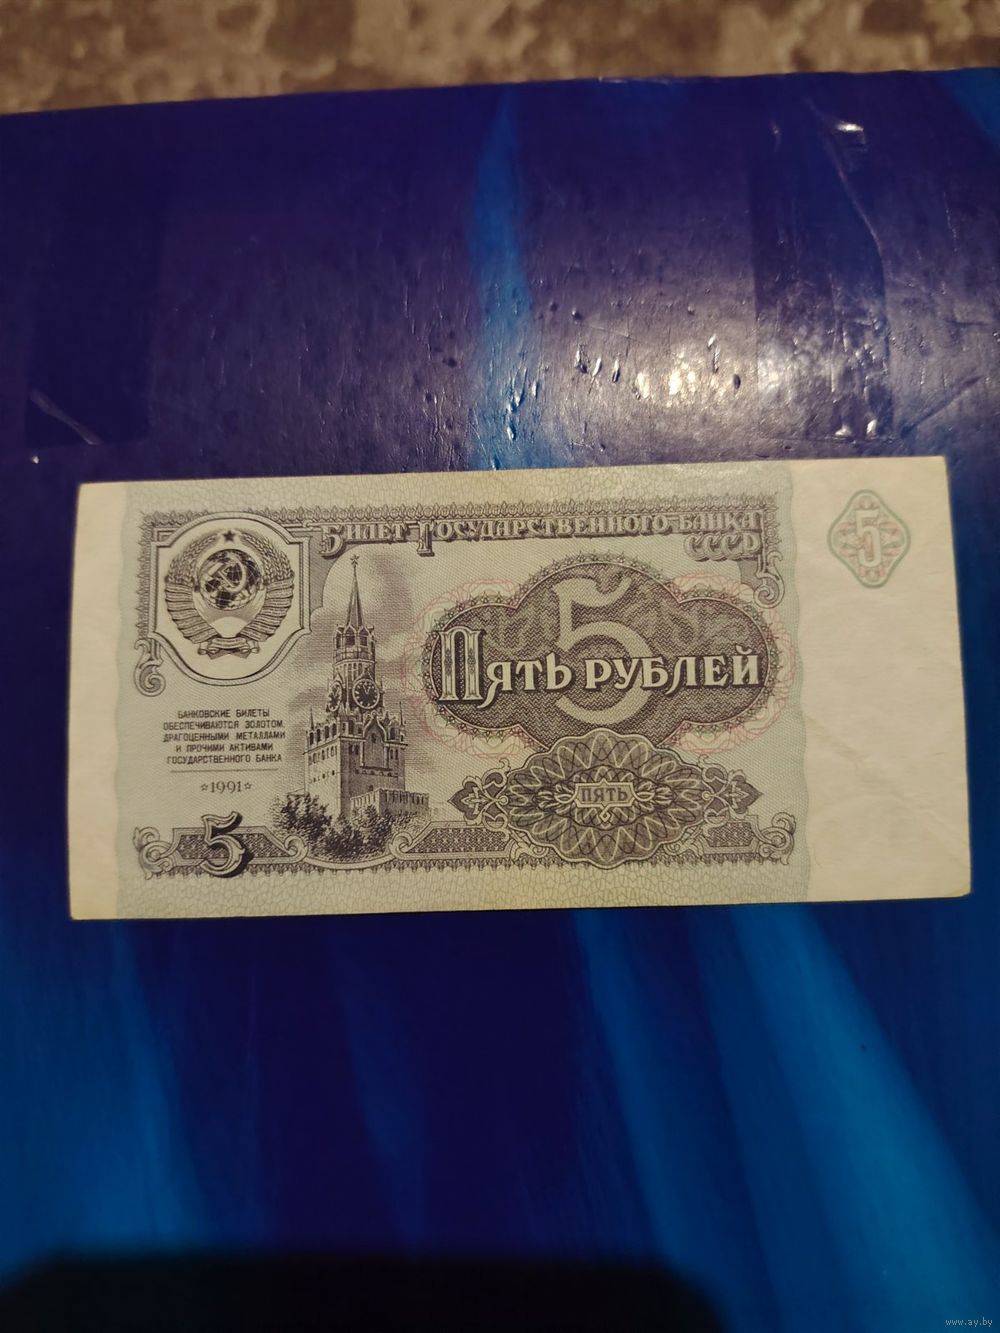 Билет Государственного банка
СССР
5
5
Пять рублей
БАНКОВСКИЕ БИЛЕТЫ
ОБЕСПЕЧИВАЮТСЯ ЗОЛОТОМ,
ДРАГОЦЕННЫМИ МЕТАЛЛАМИ
И ПРОЧИМИ АКТИВАМИ
ГОСУДАРСТВЕННОГО БАНКА
1991
ПЯТЬ
5
www.ay.by